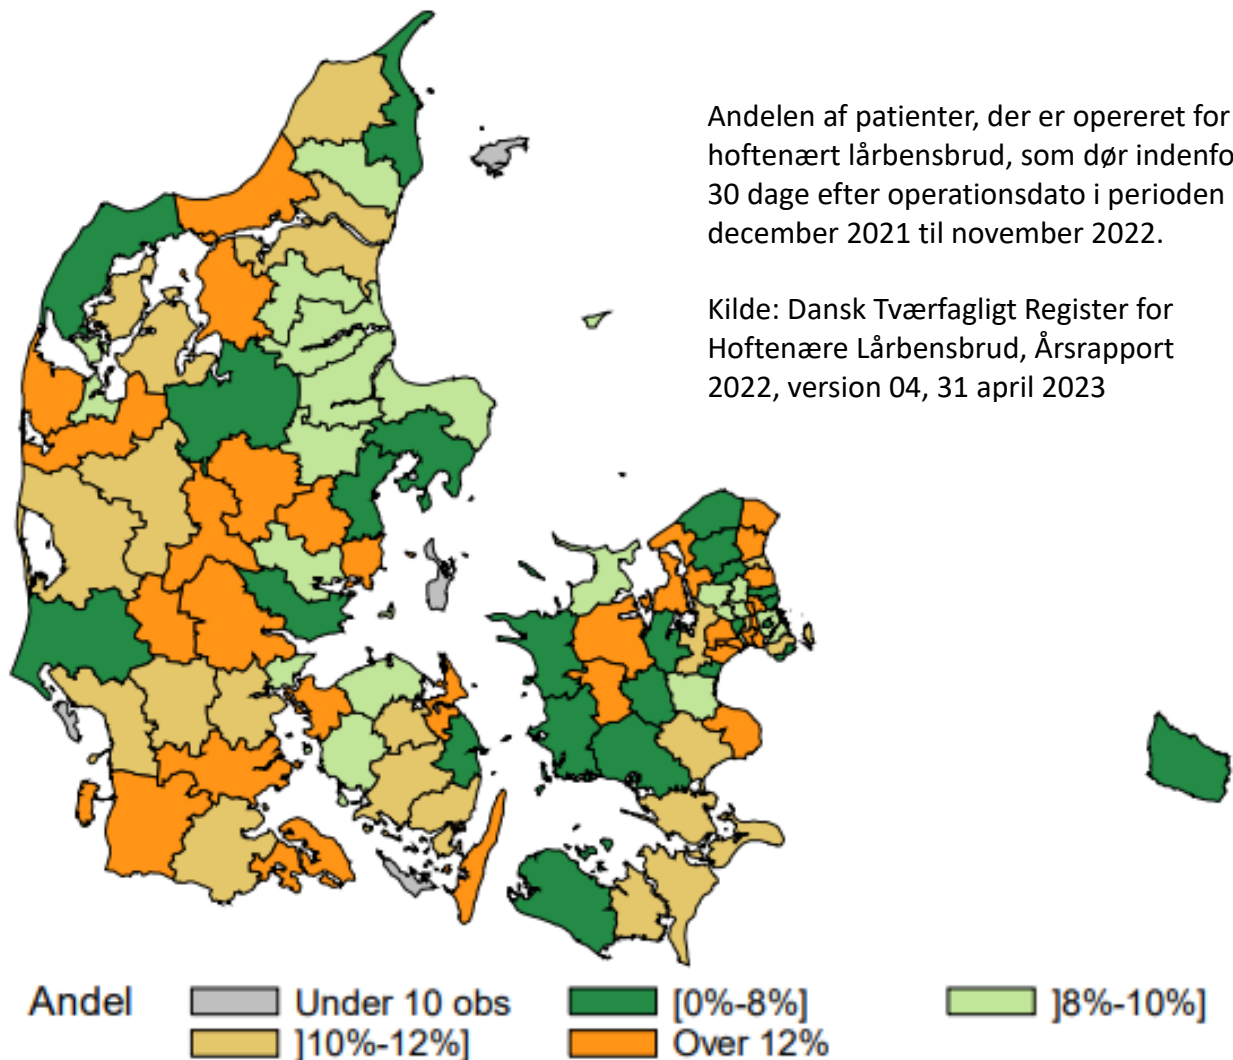 Andelen af patienter, der er opereret for
hoftenært lårbensbrud, som dør indenfo
30 dage efter operationsdato i perioden
december 2021 til november 2022.
Kilde: Dansk Tværfagligt Register for
Hoftenære Lårbensbrud, Årsrapport
2022, version 04, 31 april 2023
Andel Under 10 obs [0%-8%] ]8%-10%]
]10%-12%] Over 12%